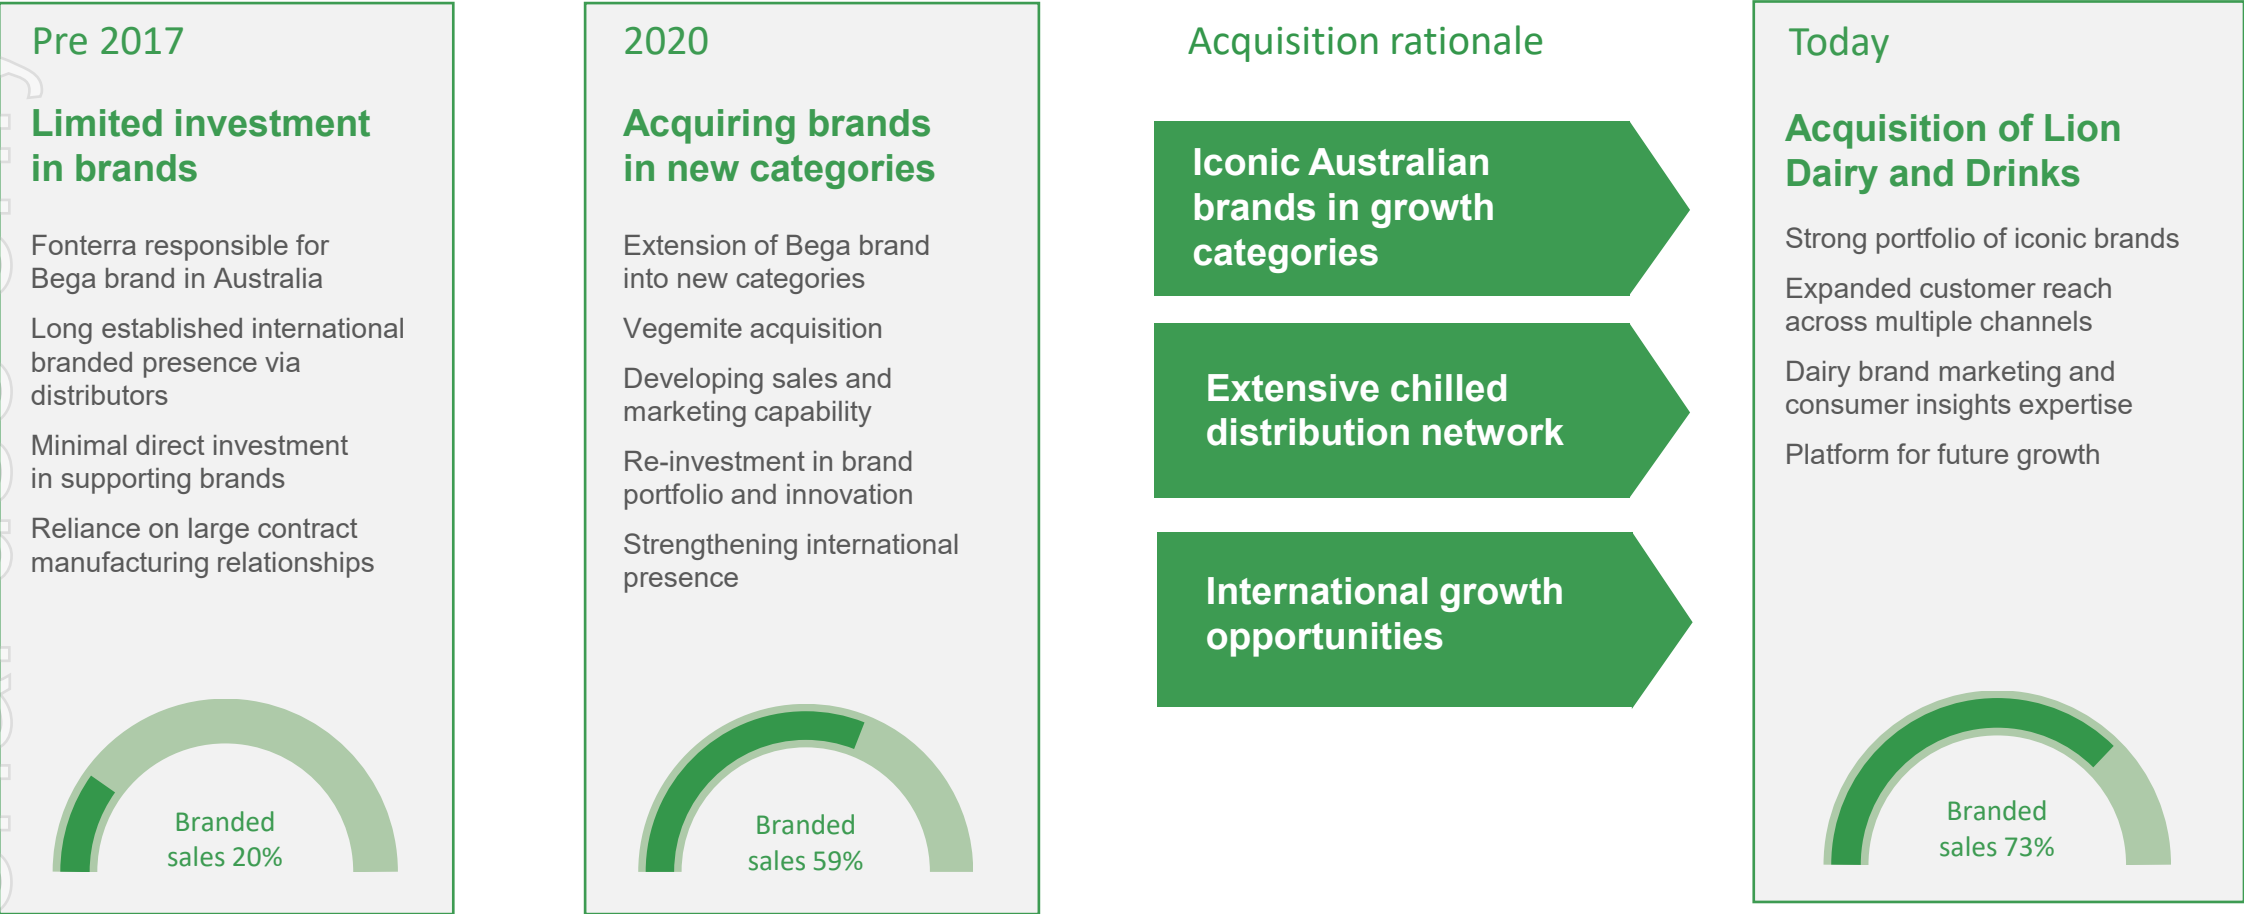 Pre 2017
Limited investment
in brands
Fonterra responsible for
Bega brand in Australia
Long established international
branded presence via
distributors
Minimal direct investment
in supporting brands
Reliance on large contract
manufacturing relationships
Branded
sales 20%
2020
Acquiring brands
in new categories
Extension of Bega brand
into new categories
Vegemite acquisition
Developing sales and
marketing capability
Re-investment in brand
portfolio and innovation
Strengthening international
presence
Branded
sales 59%
Acquisition rationale
Iconic Australian
brands in growth
categories
Extensive chilled
distribution network
International growth
opportunities
Today
Acquisition of Lion
Dairy and Drinks
Strong portfolio of iconic brands
Expanded customer reach
across multiple channels
Dairy brand marketing and
consumer insights expertise
Platform for future growth
Branded
sales 73%